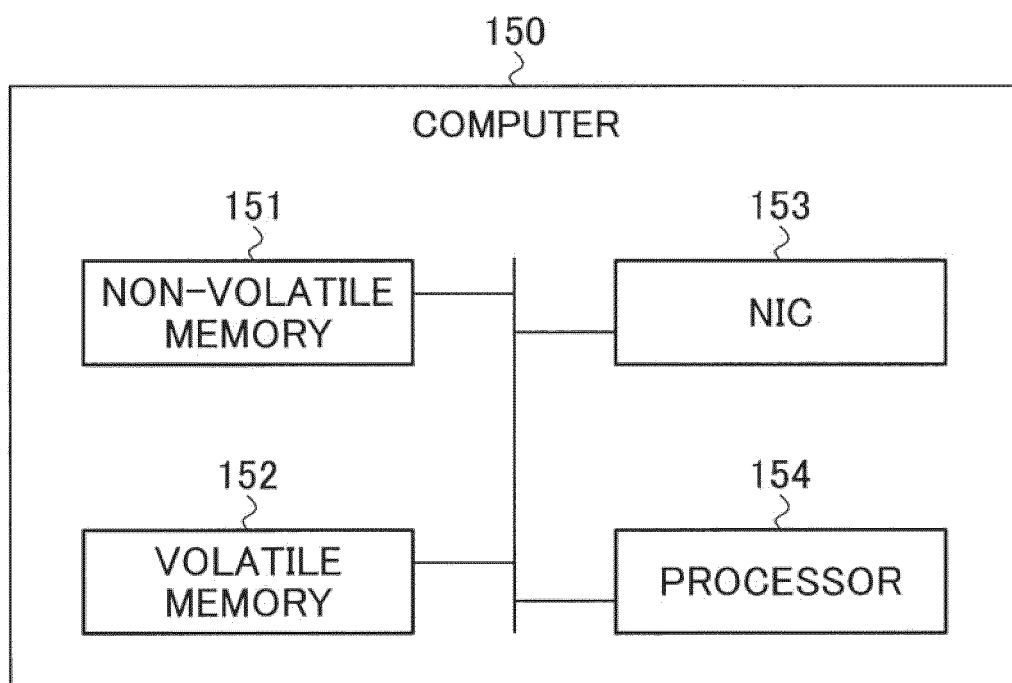 150
COMPUTER
151
NON-VOLATILE
MEMORY
153
NIC
152
VOLATILE
MEMORY
154
PROCESSOR